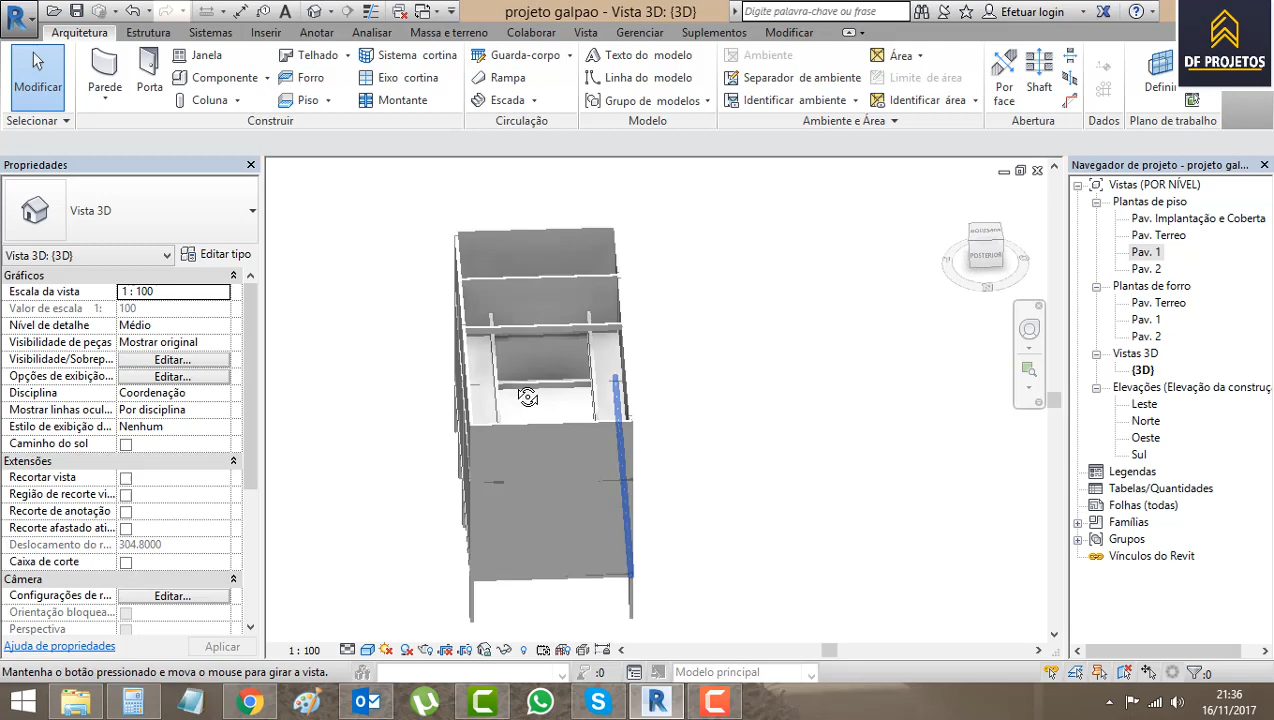 projeto galpao - Vista 3D: {3D}
Digite palavra-chave ou frase
Efetuar login
DF PROJETOS
Arquitetura Estrutura Sistemas Inserir Anotar Analisar Massa e terreno Colaborar Vista Gerenciar Suplementos Modificar
Modificar
Parede
Porta
Janela
Componente
Coluna
Telhado
Forro
Piso
Sistema cortina
Eixo cortina
Montante
Guarda-corpo
Rampa
Escada
Texto do modelo
Linha do modelo
Grupo de modelos
Ambiente
Separador de ambiente
Identificar ambiente
Área
Limite de área
Identificar área
Por face
Shaft
Defini
Selecionar
Construir
Circulação
Modelo
Ambiente e Área
Abertura
Dados
Plano de trabalho
Propriedades
Vista 3D
Vista 3D: {3D}
Editar tipo
Gráficos
Escala da vista 1 : 100
Valor de escala 1: 100
Nível de detalhe Médio
Visibilidade de peças Mostrar original
Visibilidade/Sobrep... Editar...
Opções de exibição... Editar...
Disciplina Coordenação
Mostrar linhas ocul... Por disciplina
Estilo de exibição d... Nenhum
Caminho do sol
Extensões
Recortar vista
Região de recorte vi...
Recorte de anotação
Recorte afastado ati...
Deslocamento do r... 304.8000
Caixa de corte
Câmera
Configurações de r... Editar...
Orientação bloquea...
Perspectiva
Ajuda de propriedades
Aplicar
POSTERIOR
1 : 100
Navegador de projeto - projeto gal...
Vistas (POR NÍVEL)
Plantas de piso
Pav. Implantação e Coberta
Pav. Terreo
Pav. 1
Pav. 2
Plantas de forro
Pav. Terreo
Pav. 1
Pav. 2
Vistas 3D
{3D}
Elevações (Elevação da construç
Leste
Norte
Oeste
Sul
Legendas
Tabelas/Quantidades
Folhas (todas)
Famílias
Grupos
Vínculos do Revit
Mantenha o botão pressionado e mova o mouse para girar a vista.
:0
Modelo principal
:0
21:36
16/11/2017